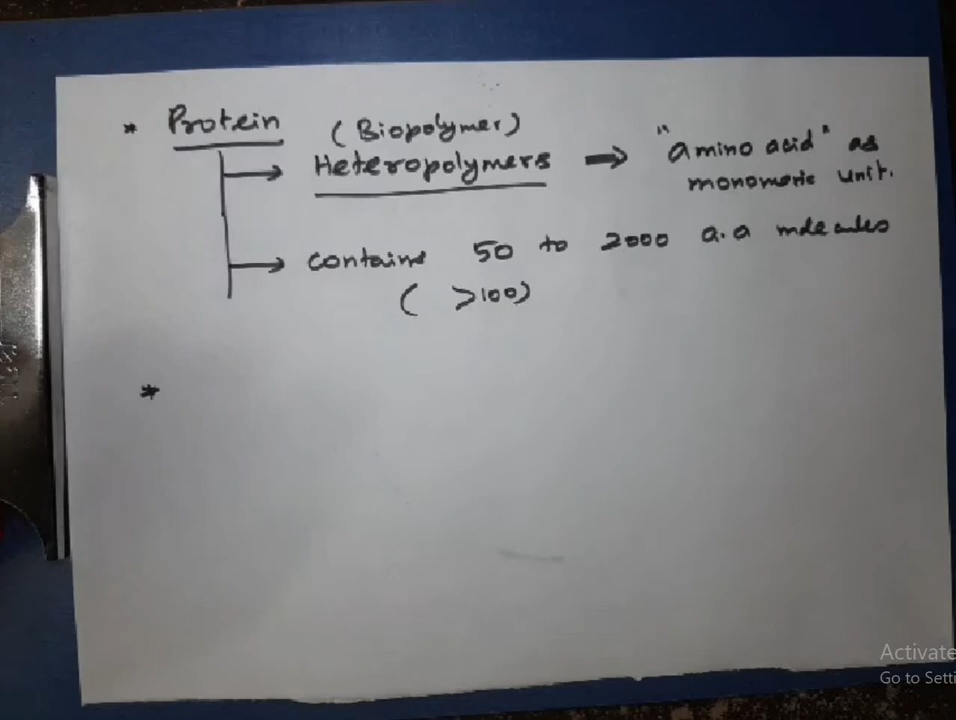 * Protein (Biopolymer)
Heteropolymers → "amino acid" as
monomeric unit.
contains 50 to 2000 a.a molecules
( >100)
*
Activate
Go to Setti